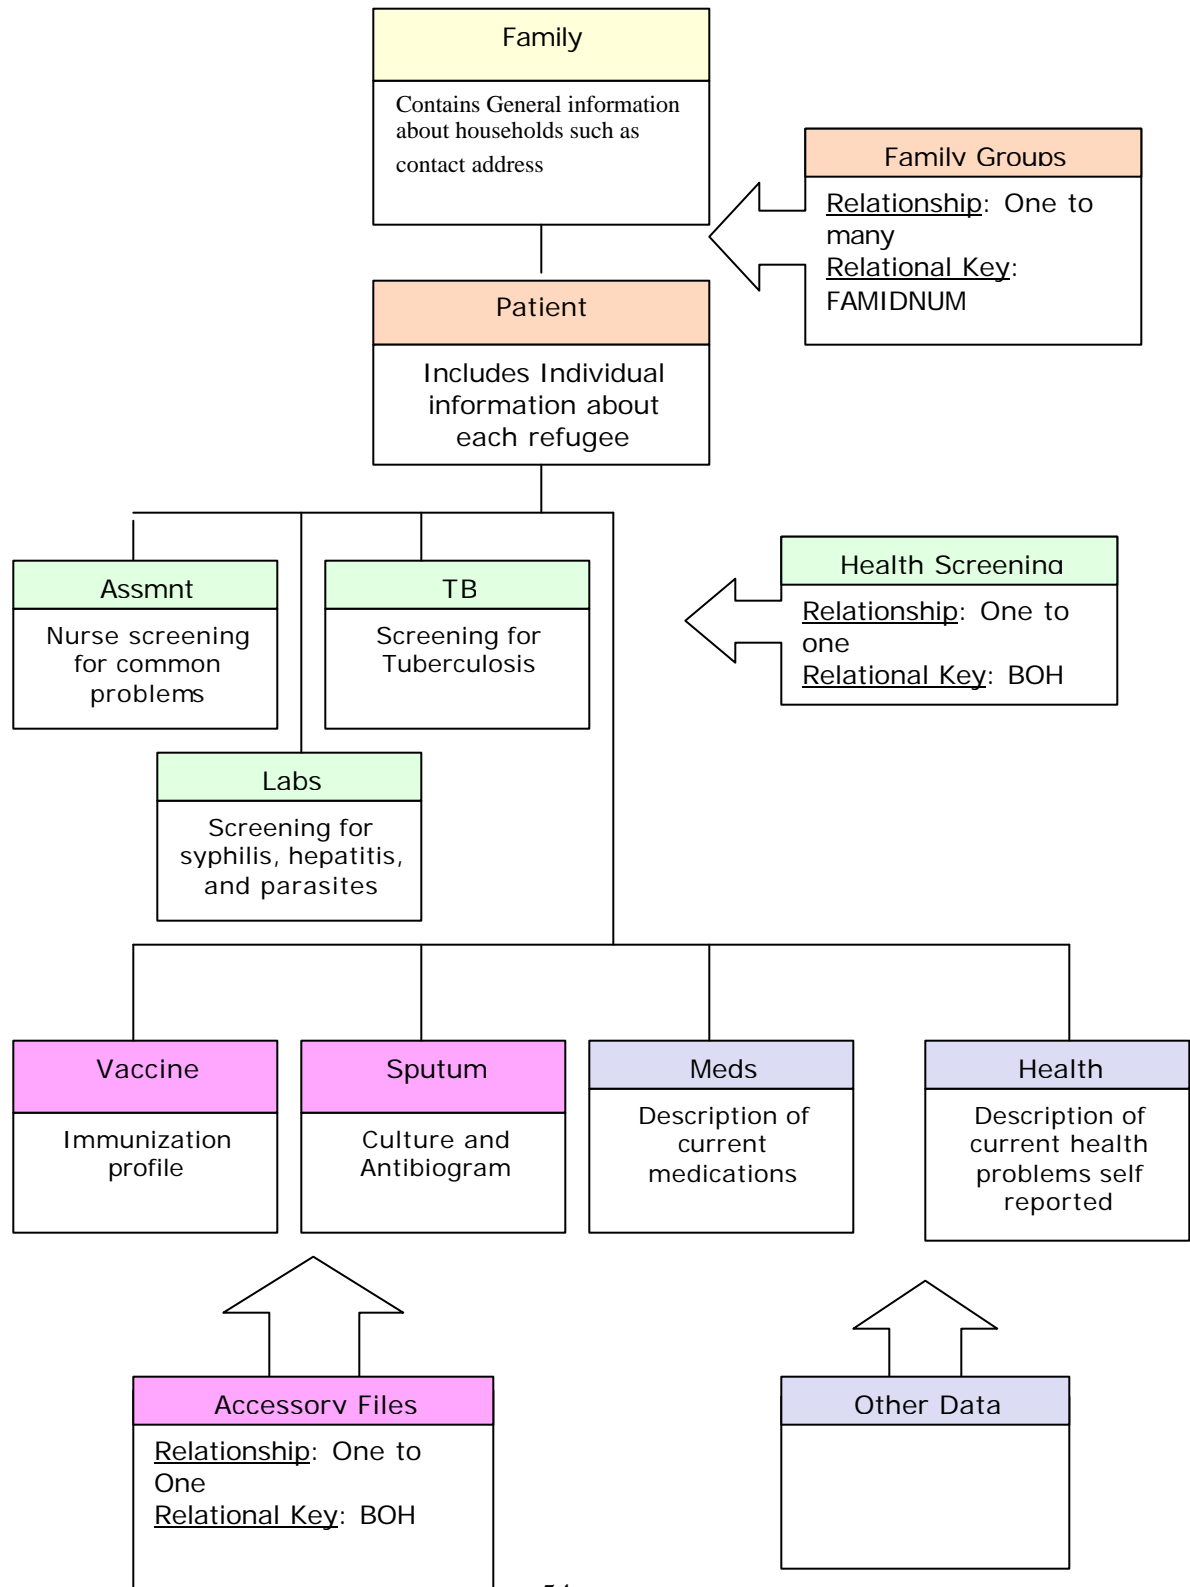 Family
Contains General information
about households such as
contact address
Family Groups
Relationship: One to
many
Relational Key:
FAMIDNUM
Patient
Includes Individual
information about
each refugee
Assmnt
Nurse screening
for common
problems
TB
Screening for
Tuberculosis
Health Screening
Relationship: One to
one
Relational Key: BOH
Labs
Screening for
syphilis, hepatitis,
and parasites
Vaccine
Immunization
profile
Sputum
Culture and
Antibiogram
Meds
Description of
current
medications
Health
Description of
current health
problems self
reported
Accessory Files
Relationship: One to
One
Relational Key: BOH
Other Data